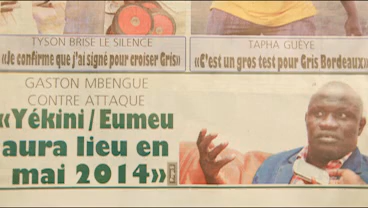 TYSON BRISE LE SILENCE
«Je confirme que j'ai signé pour croiser Gris»
TAPHA GUÈYE
«C'est un gros test pour Gris Bordeaux»
GASTON MBENGUE
CONTRE ATTAQUE
«Yékini / Eumeu
aura lieu en
mai 2014»